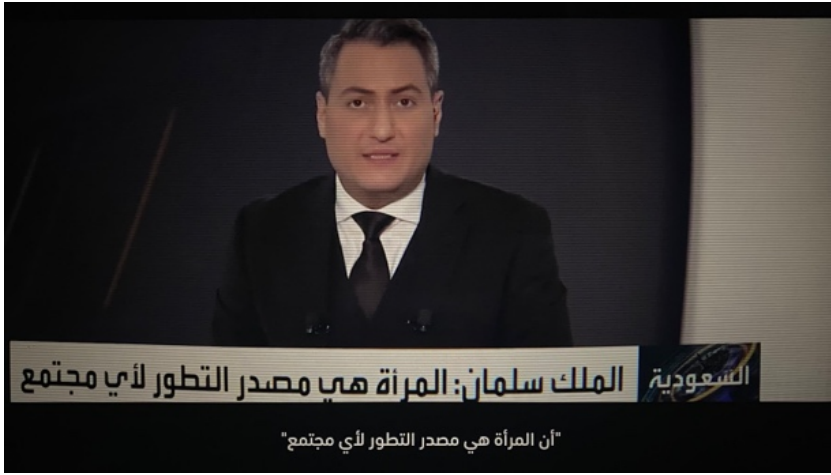 السعودية الملك سلمان: المرأة هي مصدر التطور لأي مجتمع
"أن المرأة هي مصدر التطور لأي مجتمع"